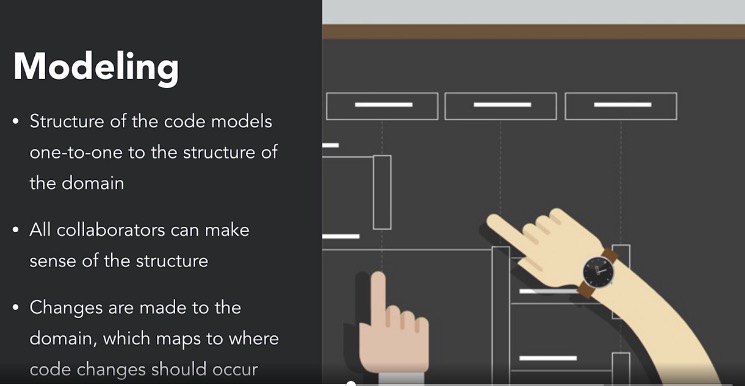 Modeling
• Structure of the code models
one-to-one to the structure of
the domain
• All collaborators can make
sense of the structure
• Changes are made to the
domain, which maps to where
code changes should occur